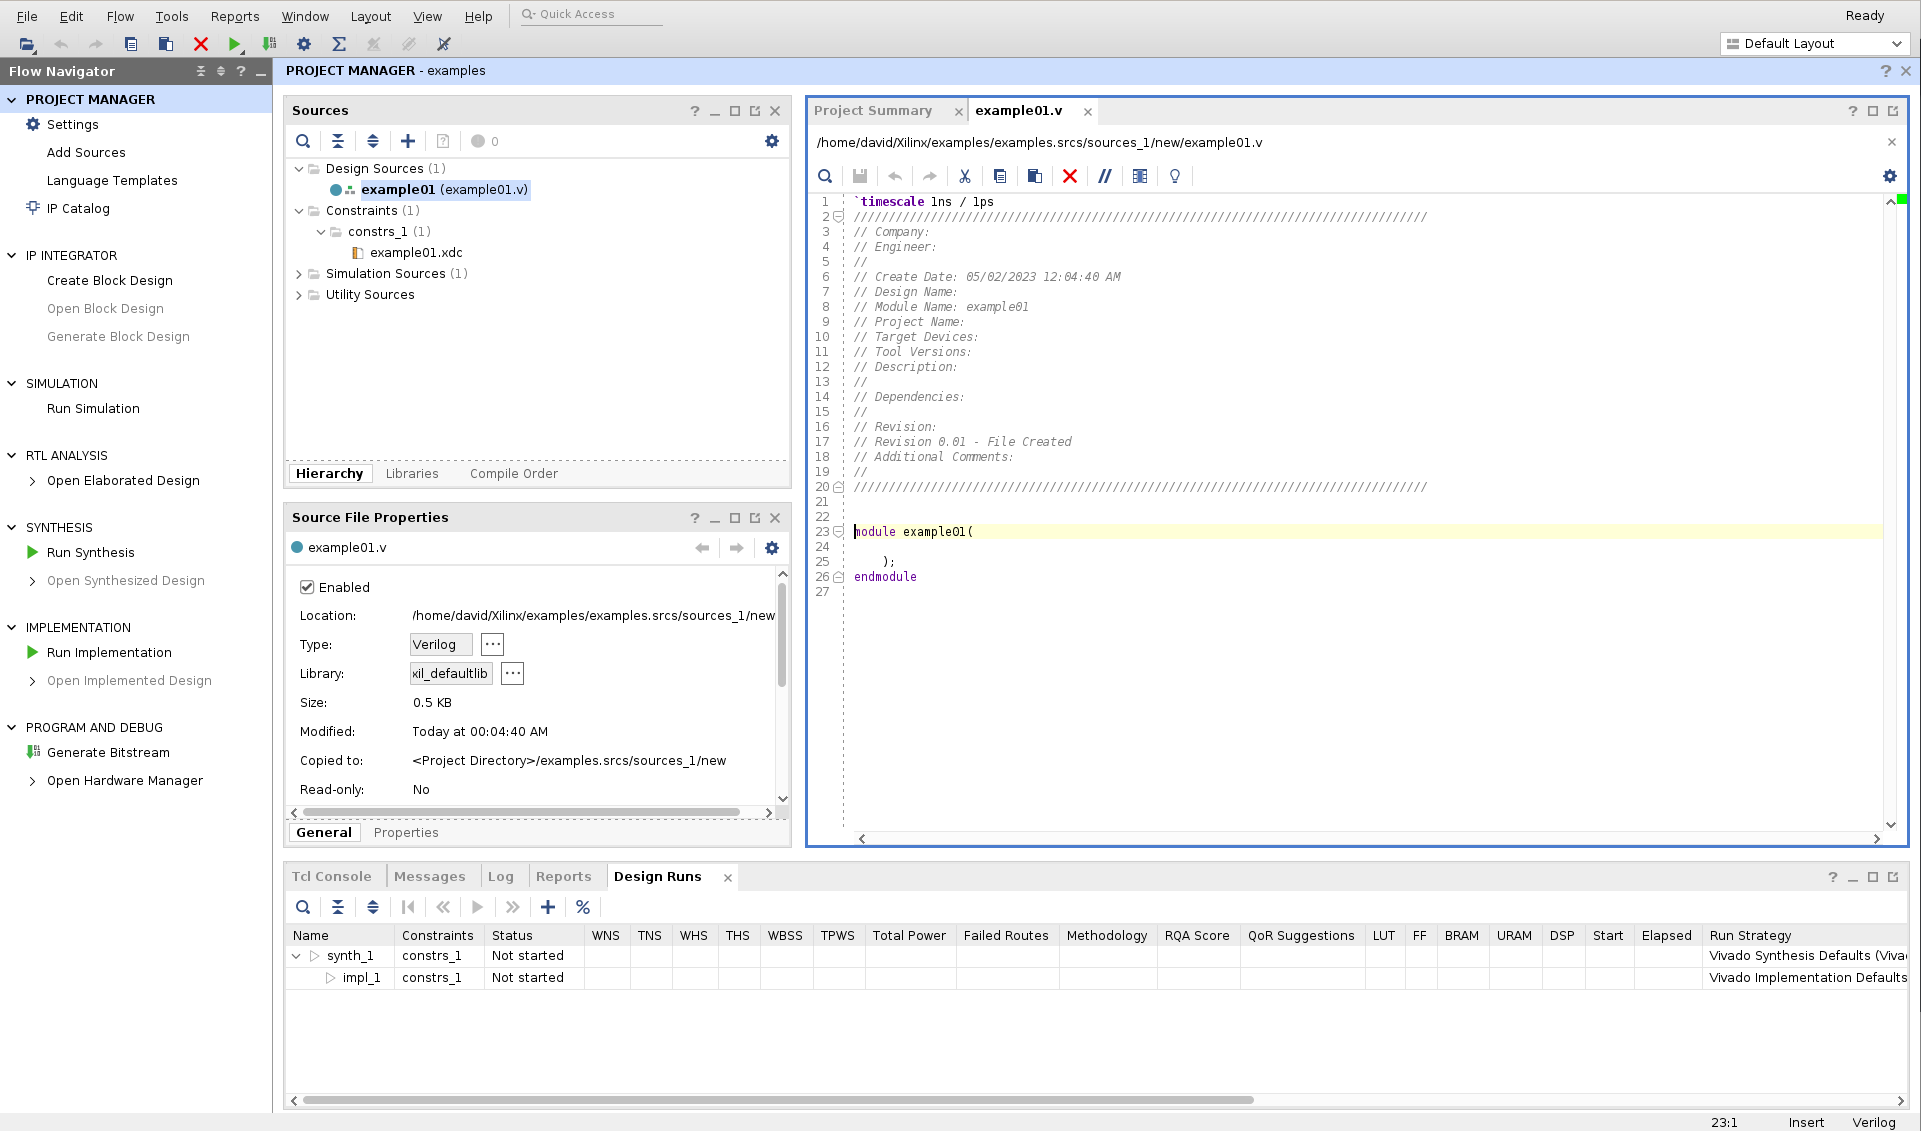 File Edit Flow Tools Reports Window Layout View Help Quick Access Ready
Default Layout
Flow Navigator
PROJECT MANAGER
Settings
Add Sources
Language Templates
IP Catalog
IP INTEGRATOR
Create Block Design
Open Block Design
Generate Block Design
SIMULATION
Run Simulation
RTL ANALYSIS
Open Elaborated Design
SYNTHESIS
Run Synthesis
Open Synthesized Design
IMPLEMENTATION
Run Implementation
Open Implemented Design
PROGRAM AND DEBUG
Generate Bitstream
Open Hardware Manager
PROJECT MANAGER - examples
Sources
0
Design Sources (1)
example01 (example01.v)
Constraints (1)
constrs_1 (1)
example01.xdc
Simulation Sources (1)
Utility Sources
Hierarchy Libraries Compile Order
Source File Properties
example01.v
Enabled
Location: /home/david/Xilinx/examples/examples.srcs/sources_1/new
Type: Verilog ...
Library: xil_defaultlib ...
Size: 0.5 KB
Modified: Today at 00:04:40 AM
Copied to: <Project Directory>/examples.srcs/sources_1/new
Read-only: No
General Properties
Project Summary example01.v
/home/david/Xilinx/examples/examples.srcs/sources_1/new/example01.v
1 `timescale 1ns / 1ps
2 //////////////////////////////////////////////////////////////////////////////////
3 // Company:
4 // Engineer:
5 //
6 // Create Date: 05/02/2023 12:04:40 AM
7 // Design Name:
8 // Module Name: example01
9 // Project Name:
10 // Target Devices:
11 // Tool Versions:
12 // Description:
13 //
14 // Dependencies:
15 //
16 // Revision:
17 // Revision 0.01 - File Created
18 // Additional Comments:
19 //
20 //////////////////////////////////////////////////////////////////////////////////
21
22
23 module example01(
24
25 );
26 endmodule
27
Tcl Console Messages Log Reports Design Runs
Name Constraints Status WNS TNS WHS THS WBSS TPWS Total Power Failed Routes Methodology RQA Score QoR Suggestions LUT FF BRAM URAM DSP Start Elapsed Run Strategy
synth_1 constrs_1 Not started Vivado Synthesis Defaults (Viva
impl_1 constrs_1 Not started Vivado Implementation Defaults
23:1 Insert Verilog